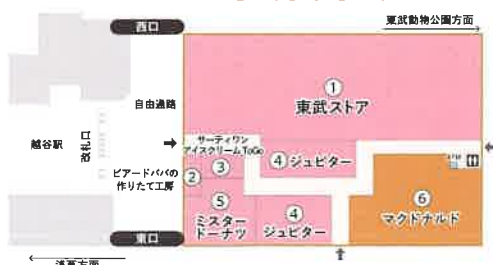 西口
東武動物公園方面
①
東武ストア
自由通路
越谷駅
改札口
サーティワン
アイスクリームToGo
③
④ジュピター
ビアードパパの
作りたて工房
②
⑤
ミスター
ドーナツ
④
ジュピター
⑥
マクドナルド
東口
浅草方面